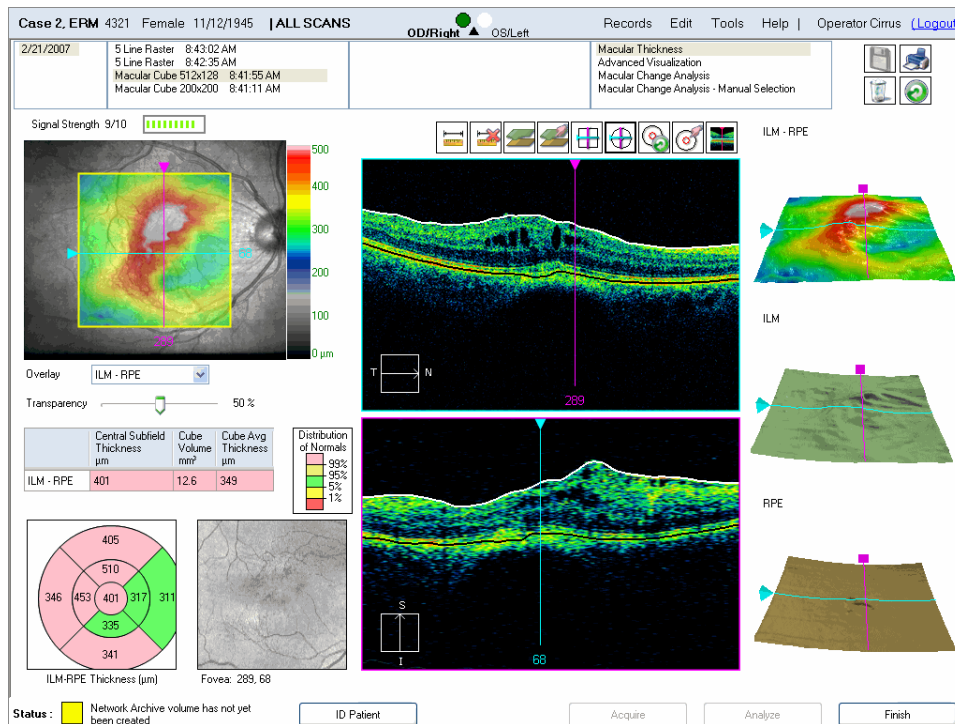 Case 2, ERM 4321 Female 11/12/1945 | ALL SCANS
OD/Right OS/Left
Records Edit Tools Help | Operator Cirrus (Logout
2/21/2007
5 Line Raster 8:43:02 AM
5 Line Raster 8:42:35 AM
Macular Cube 512x128 8:41:55 AM
Macular Cube 200x200 8:41:11 AM
Macular Thickness
Advanced Visualization
Macular Change Analysis
Macular Change Analysis - Manual Selection
Signal Strength 9/10
500
400
300
200
100
0 µm
Overlay ILM - RPE
Transparency 50 %
Central Subfield Thickness µm
Cube Volume mm³
Cube Avg Thickness µm
ILM - RPE 401 12.6 349
Distribution of Normals
99%
95%
5%
1%
405
510
346 453 401 317 311
335
341
ILM-RPE Thickness (µm)
Fovea: 289, 68
T N
289
S
I
68
ILM - RPE
ILM
RPE
Status : Network Archive volume has not yet
been created
ID Patient
Acquire
Analyze
Finish